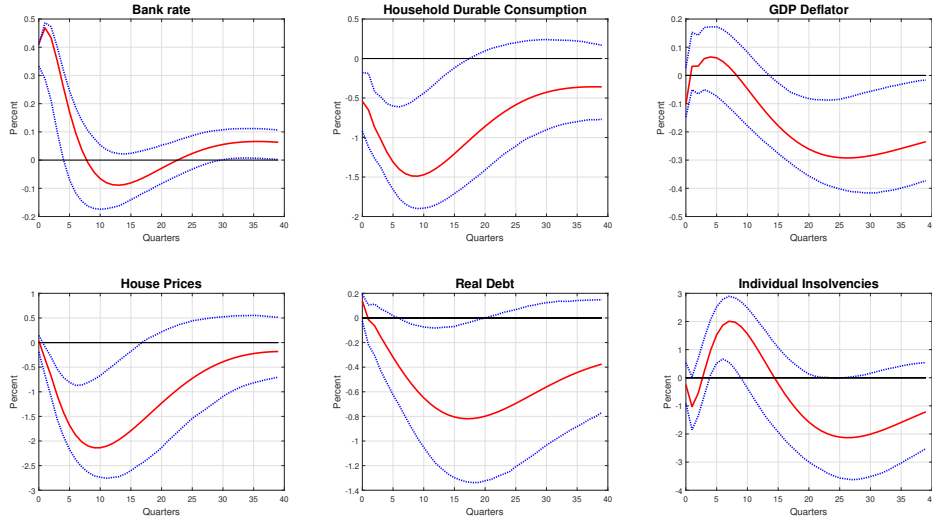 Bank rate
0.5
0.4
0.3
0.2
0.1
0
-0.1
-0.2
Percent
0 5 10 15 20 25 30 35 40
Quarters
Household Durable Consumption
0
-0.5
-1
-1.5
-2
Percent
0 5 10 15 20 25 30 35 40
Quarters
GDP Deflator
0.2
0.1
0
-0.1
-0.2
-0.3
-0.4
-0.5
Percent
0 5 10 15 20 25 30 35
Quarters
House Prices
1
0.5
0
-0.5
-1
-1.5
-2
-2.5
-3
Percent
0 5 10 15 20 25 30 35 40
Quarters
Real Debt
0.2
0
-0.2
-0.4
-0.6
-0.8
-1
-1.2
-1.4
Percent
0 5 10 15 20 25 30 35 40
Quarters
Individual Insolvencies
3
2
1
0
-1
-2
-3
-4
Percent
0 5 10 15 20 25 30 35
Quarters